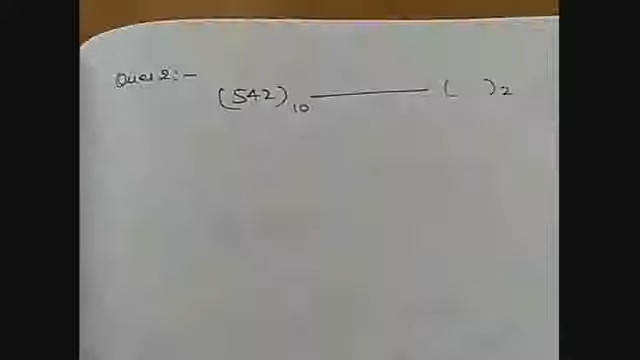 Ques 2:-
(542)10 ——— ( )2